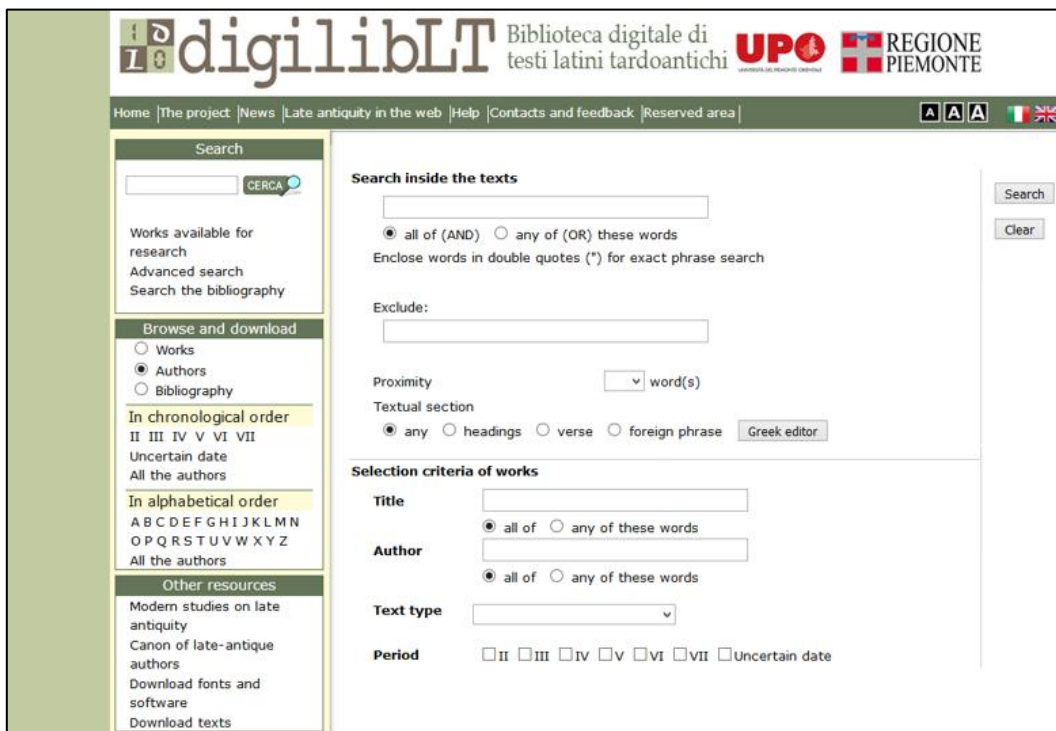 digilibLT
Biblioteca digitale di
testi latini tardoantichi
UPO
REGIONE
PIEMONTE
Home |The project |News |Late antiquity in the web |Help |Contacts and feedback |Reserved area|
A A A
Search
CERCA
Works available for
research
Advanced search
Search the bibliography
Browse and download
Works
Authors
Bibliography
In chronological order
II III IV V VI VII
Uncertain date
All the authors
In alphabetical order
A B C D E F G H I J K L M N
O P Q R S T U V W X Y Z
All the authors
Other resources
Modern studies on late
antiquity
Canon of late-antique
authors
Download fonts and
software
Download texts
Search inside the texts
all of (AND) any of (OR) these words
Enclose words in double quotes (") for exact phrase search
Exclude:
Proximity word(s)
Textual section
any headings verse foreign phrase Greek editor
Selection criteria of works
Title
all of any of these words
Author
all of any of these words
Text type
Period II III IV V VI VII Uncertain date
Search
Clear